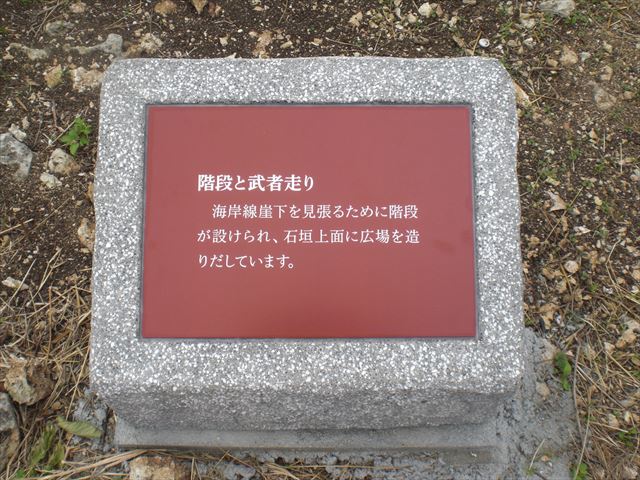 階段と武者走り
海岸線崖下を見張るために階段
が設けられ、石垣上面に広場を造
りだしています。